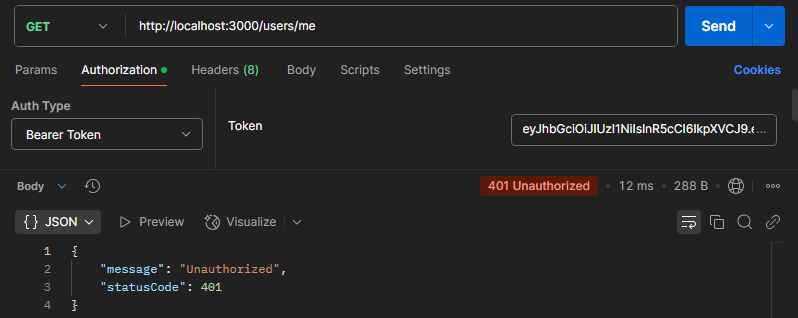 GET http://localhost:3000/users/me Send
Params Authorization Headers (8) Body Scripts Settings Cookies
Auth Type
Bearer Token
Token
eyJhbGciOiJIUzI1NiIsInR5cCI6IkpXVCJ9.e...
Body 401 Unauthorized • 12 ms • 288 B
{} JSON Preview Visualize
1 {
2 "message": "Unauthorized",
3 "statusCode": 401
4 }